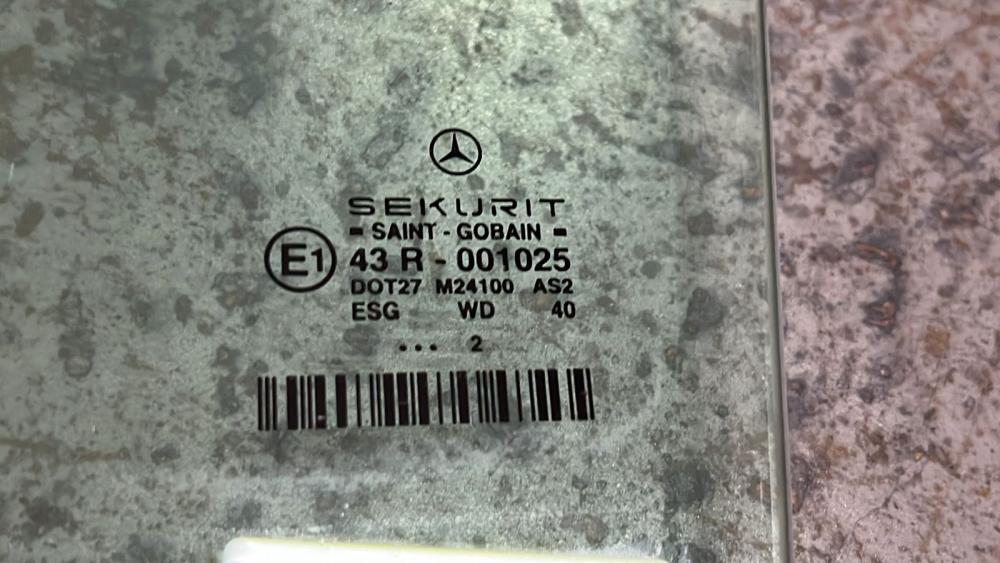 SEKURIT
- SAINT - GOBAIN -
E1 43 R - 001025
DOT27 M24100 AS2
ESG WD 40
... 2